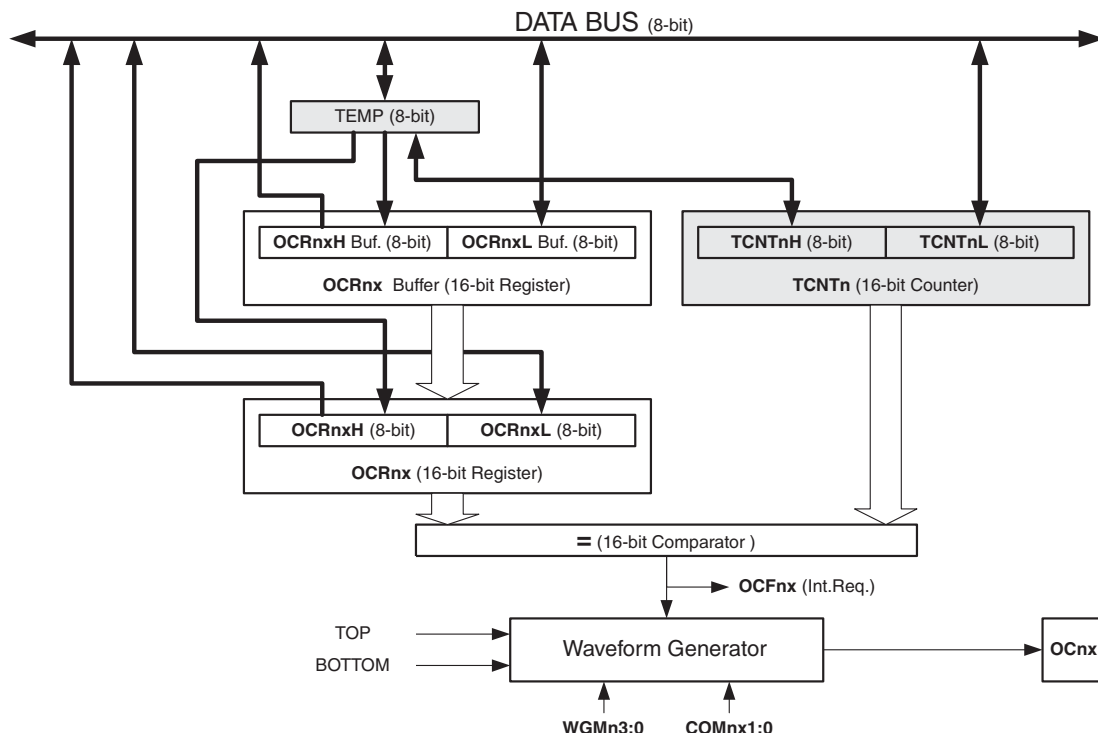 DATA BUS (8-bit)
TEMP (8-bit)
OCRnxH Buf. (8-bit) OCRnxL Buf. (8-bit)
OCRnx Buffer (16-bit Register)
TCNTnH (8-bit) TCNTnL (8-bit)
TCNTn (16-bit Counter)
OCRnxH (8-bit) OCRnxL (8-bit)
OCRnx (16-bit Register)
= (16-bit Comparator )
OCFnx (Int.Req.)
TOP
BOTTOM
Waveform Generator
OCnx
WGMn3:0 COMnx1:0